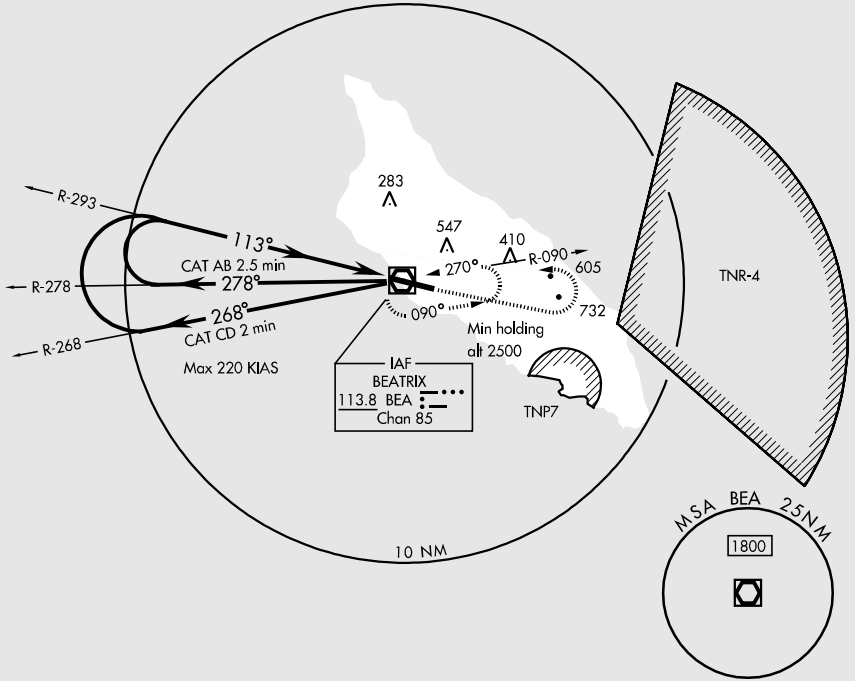 283
547
410
R-090
R-293
113°
270°
605
CAT AB 2.5 min
R-278
278°
TNR-4
090°
732
268°
CAT CD 2 min
Min holding
alt 2500
R-268
Max 220 KIAS
IAF
BEATRIX
113.8 BEA
Chan 85
TNP7
10 NM
MSA BEA 25NM
1800